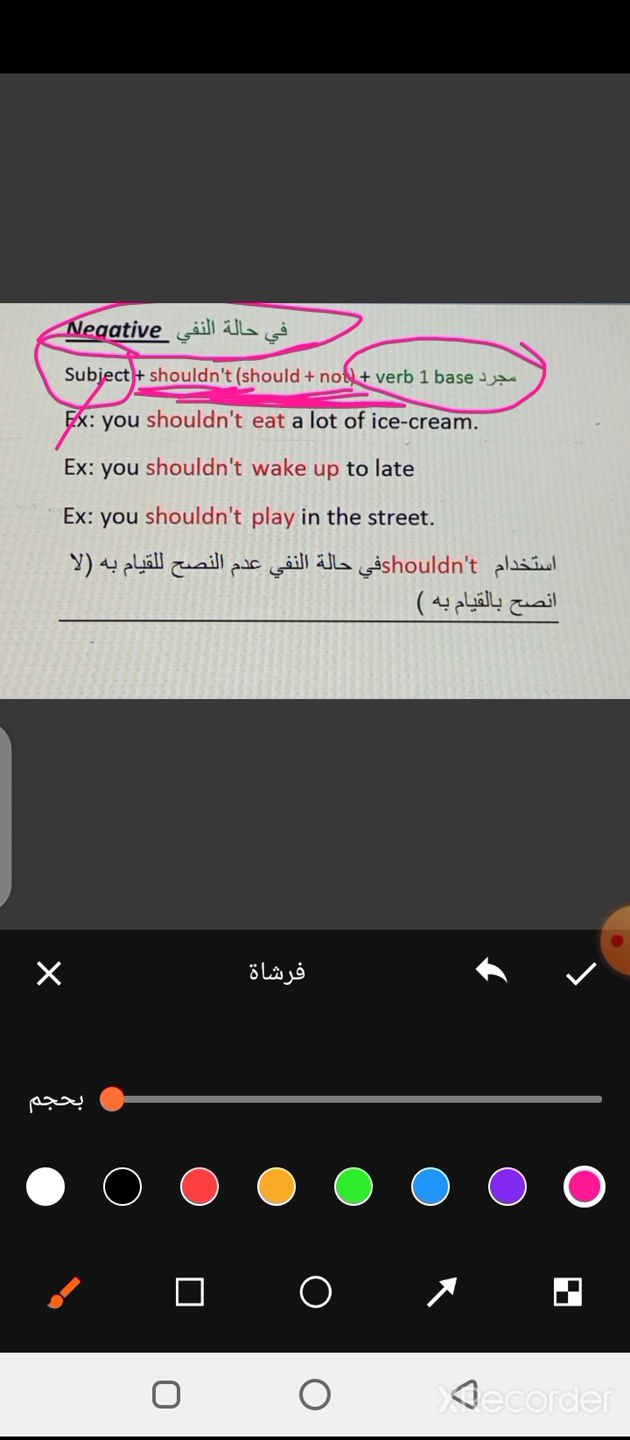 Negative في حالة النفي
Subject + shouldn't (should + not) + verb 1 base مجرد
Ex: you shouldn't eat a lot of ice-cream.
Ex: you shouldn't wake up to late
Ex: you shouldn't play in the street.
استخدام shouldn'tفي حالة النفي عدم النصح للقيام به (لا
انصح بالقيام به )
فرشاة
بحجم
XRecorder